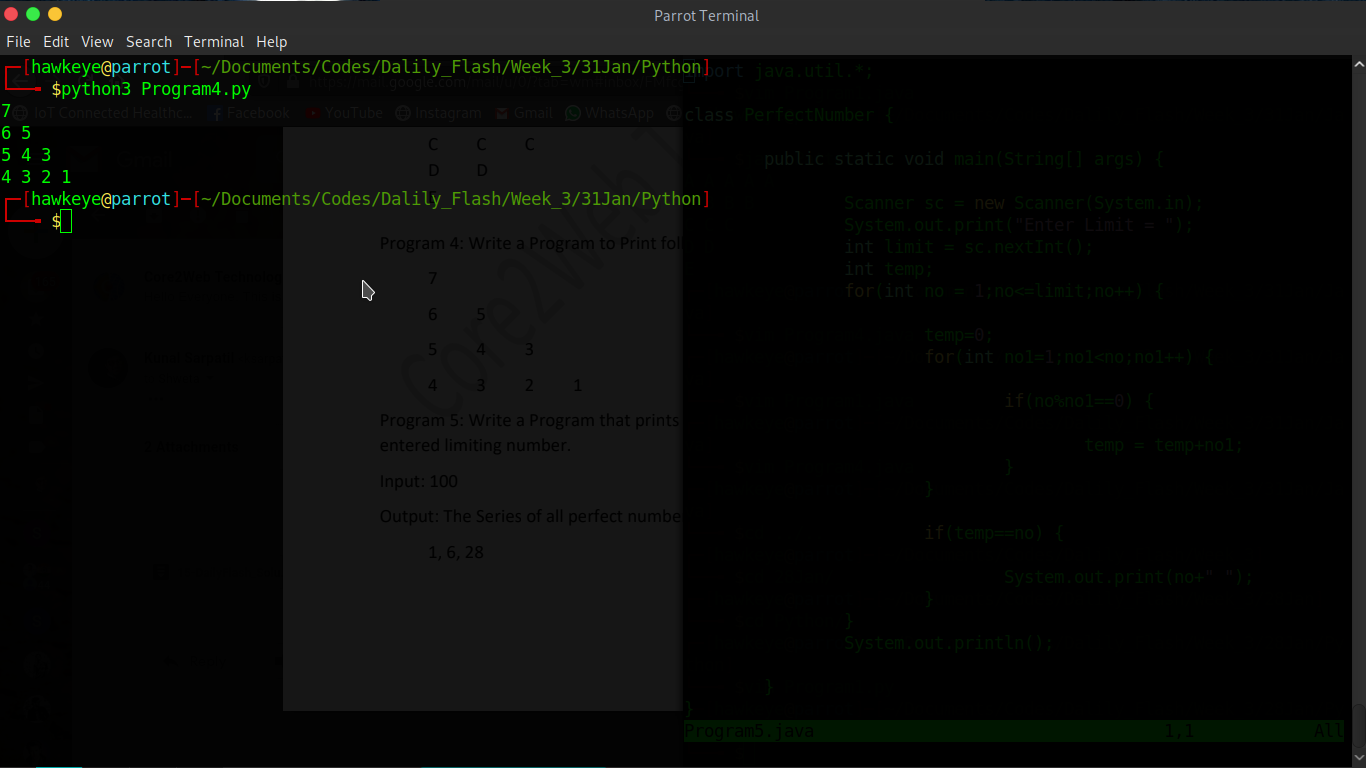 Parrot Terminal
File Edit View Search Terminal Help
┌─[hawkeye@parrot]─[~/Documents/Codes/Dalily_Flash/Week_3/31Jan/Python]
└──╼ $python3 Program4.py
7
6 5
5 4 3
4 3 2 1
┌─[hawkeye@parrot]─[~/Documents/Codes/Dalily_Flash/Week_3/31Jan/Python]
└──╼ $
IoT Connected Healthc... Facebook YouTube Instagram Gmail WhatsApp
C C C
D D
Program 4: Write a Program to Print foll
7
6 5
5 4 3
4 3 2 1
Program 5: Write a Program that prints
entered limiting number.
Input: 100
Output: The Series of all perfect numbe
1, 6, 28
Core2Web
port java.util.*;
class PerfectNumber {
public static void main(String[] args) {
Scanner sc = new Scanner(System.in);
System.out.print("Enter Limit = ");
int limit = sc.nextInt();
int temp;
for(int no = 1;no<=limit;no++) {
temp=0;
for(int no1=1;no1<no;no1++) {
if(no%no1==0) {
temp = temp+no1;
}
}
if(temp==no) {
System.out.print(no+" ");
}
}
System.out.println();
}
}
Program5.java 1,1 All